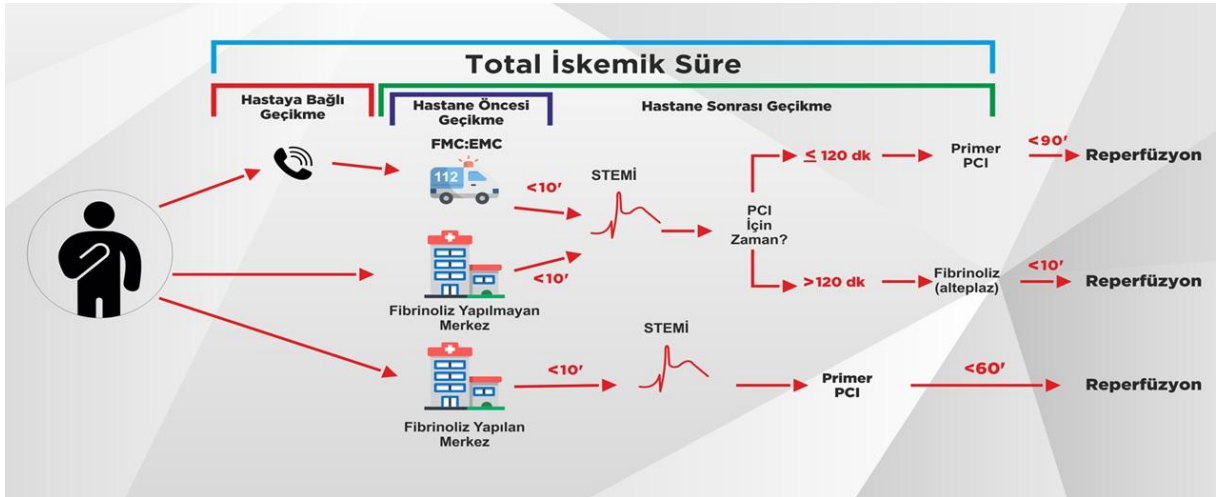 Total İskemik Süre
Hastaya Bağlı
Geçikme
Hastane Öncesi
Geçikme
Hastane Sonrası Geçikme
FMC:EMC
112
<10'
STEMİ
≤ 120 dk
Primer
PCI
<90'
Reperfüzyon
PCI
İçin
Zaman?
<10'
Fibrinoliz Yapılmayan
Merkez
>120 dk
Fibrinoliz
(alteplaz)
<10'
Reperfüzyon
STEMİ
<10'
Primer
PCI
<60'
Reperfüzyon
Fibrinoliz Yapılan
Merkez